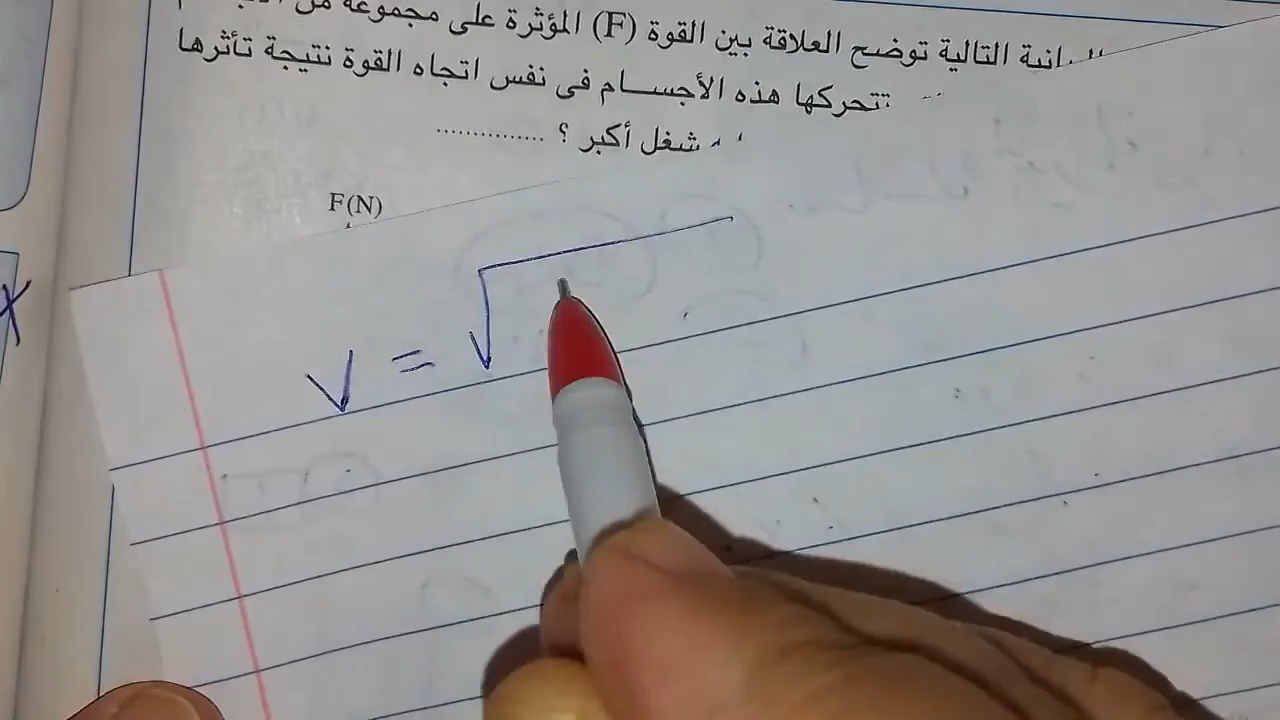 التالية توضح العلاقة بين القوة (F) المؤثرة على مجموعة من
تتحركها هذه الأجسام فى نفس اتجاه القوة نتيجة تأثرها
شغل أكبر ؟ ...............
F(N)
V = √
X